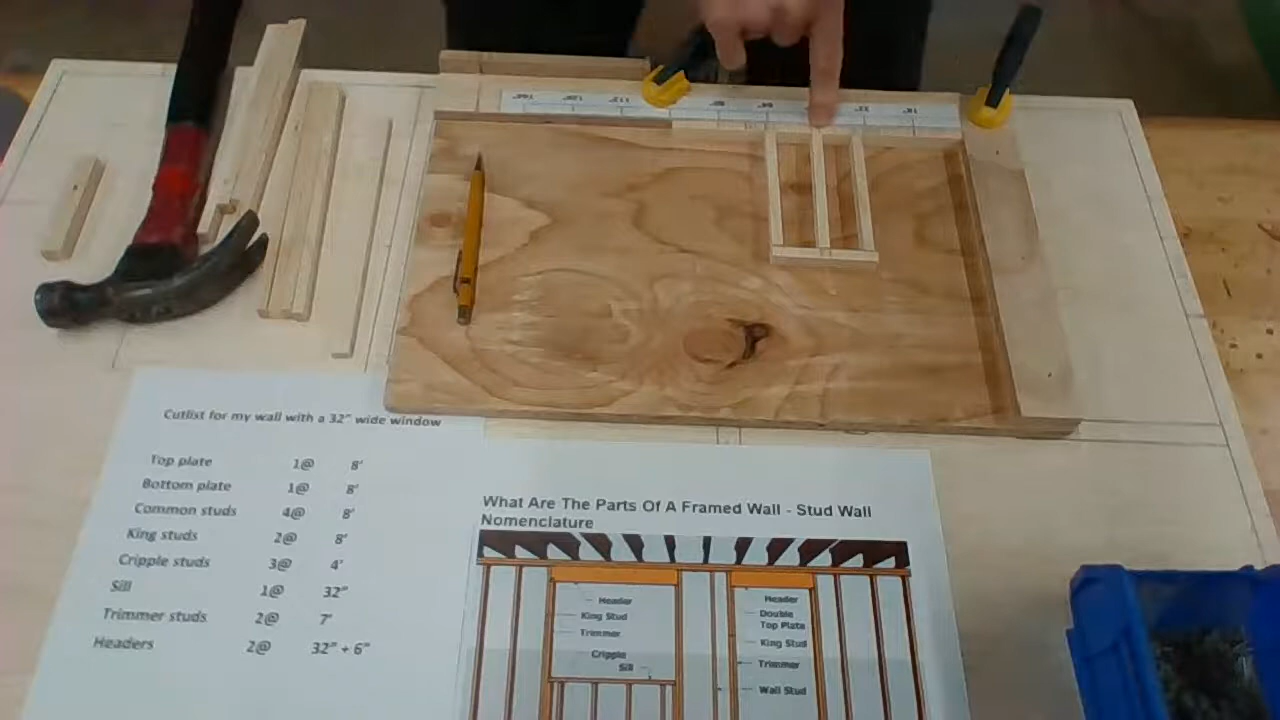 Cutlist for my wall with a 32" wide window
Top plate 1@ 8'
Bottom plate 1@ 8'
Common studs 4@ 8'
King studs 2@ 8'
Cripple studs 3@ 4'
Sill 1@ 32"
Trimmer studs 2@ 7'
Headers 2@ 32" + 6"
What Are The Parts Of A Framed Wall - Stud Wall
Nomenclature
Header
King Stud
Trimmer
Cripple
Sill
Header
Double
Top Plate
King Stud
Trimmer
Wall Stud